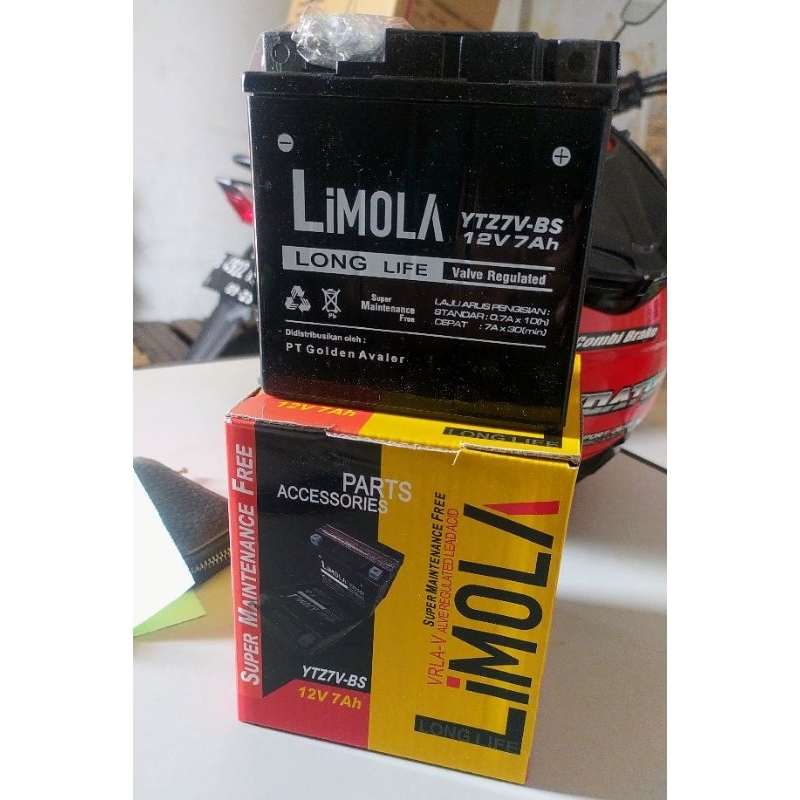 LiMOLA
YTZ7V-BS
12V 7Ah
LONG LIFE
Valve Regulated
Pb
Super
Maintenance
Free
LAJU ARUS PENGISIAN :
STANDAR : 0.7A x 10(h)
CEPAT : 7A x 30(min)
Didistribusikan oleh :
PT Golden Avaler
Combi Brake
12V 7Ah
LONG LIFE
SUPER MAINTENANCE FREE
PARTS
ACCESSORIES
LiMOLA
YTZ7V-BS
12V 7Ah
SUPER MAINTENANCE FREE
VRLA-VALVE REGULATED LEAD ACID
LiMOLA
LONG LIFE